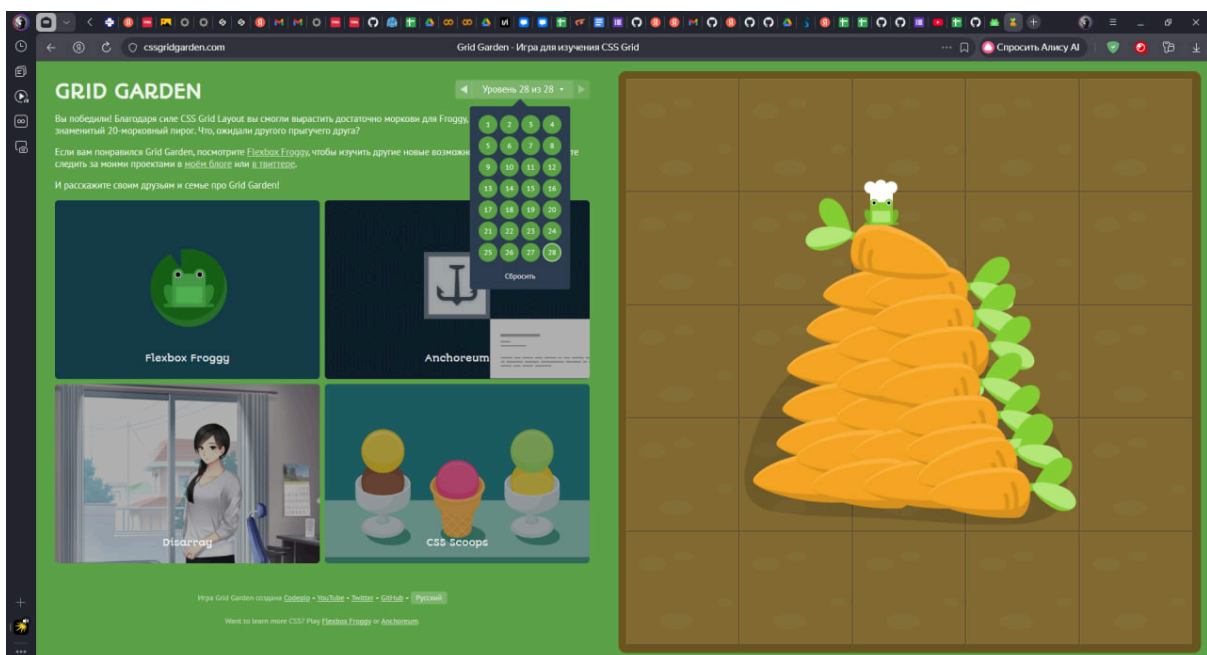 cssgridgarden.com
Grid Garden - Игра для изучения CSS Grid
Спросить Алису AI
GRID GARDEN
Уровень 28 из 28
Вы победили! Благодаря силе CSS Grid Layout вы смогли вырастить достаточно моркови для Froggy,
знаменитый 20-морковный пирог. Что, ожидали другого прыгучего друга?
Если вам понравился Grid Garden, посмотрите Flexbox Froggy, чтобы изучить другие новые возможн
те
следить за моими проектами в моём блоге или в твиттере.
И расскажите своим друзьям и семье про Grid Garden!
1 2 3 4
5 6 7 8
9 10 11 12
13 14 15 16
17 18 19 20
21 22 23 24
25 26 27 28
Сбросить
Flexbox Froggy
Anchoreum
Disarray
CSS Scoops
Игра Grid Garden создана Codepip • YouTube • Twitter • GitHub • Русский
Want to learn more CSS? Play Flexbox Froggy or Anchoreum.